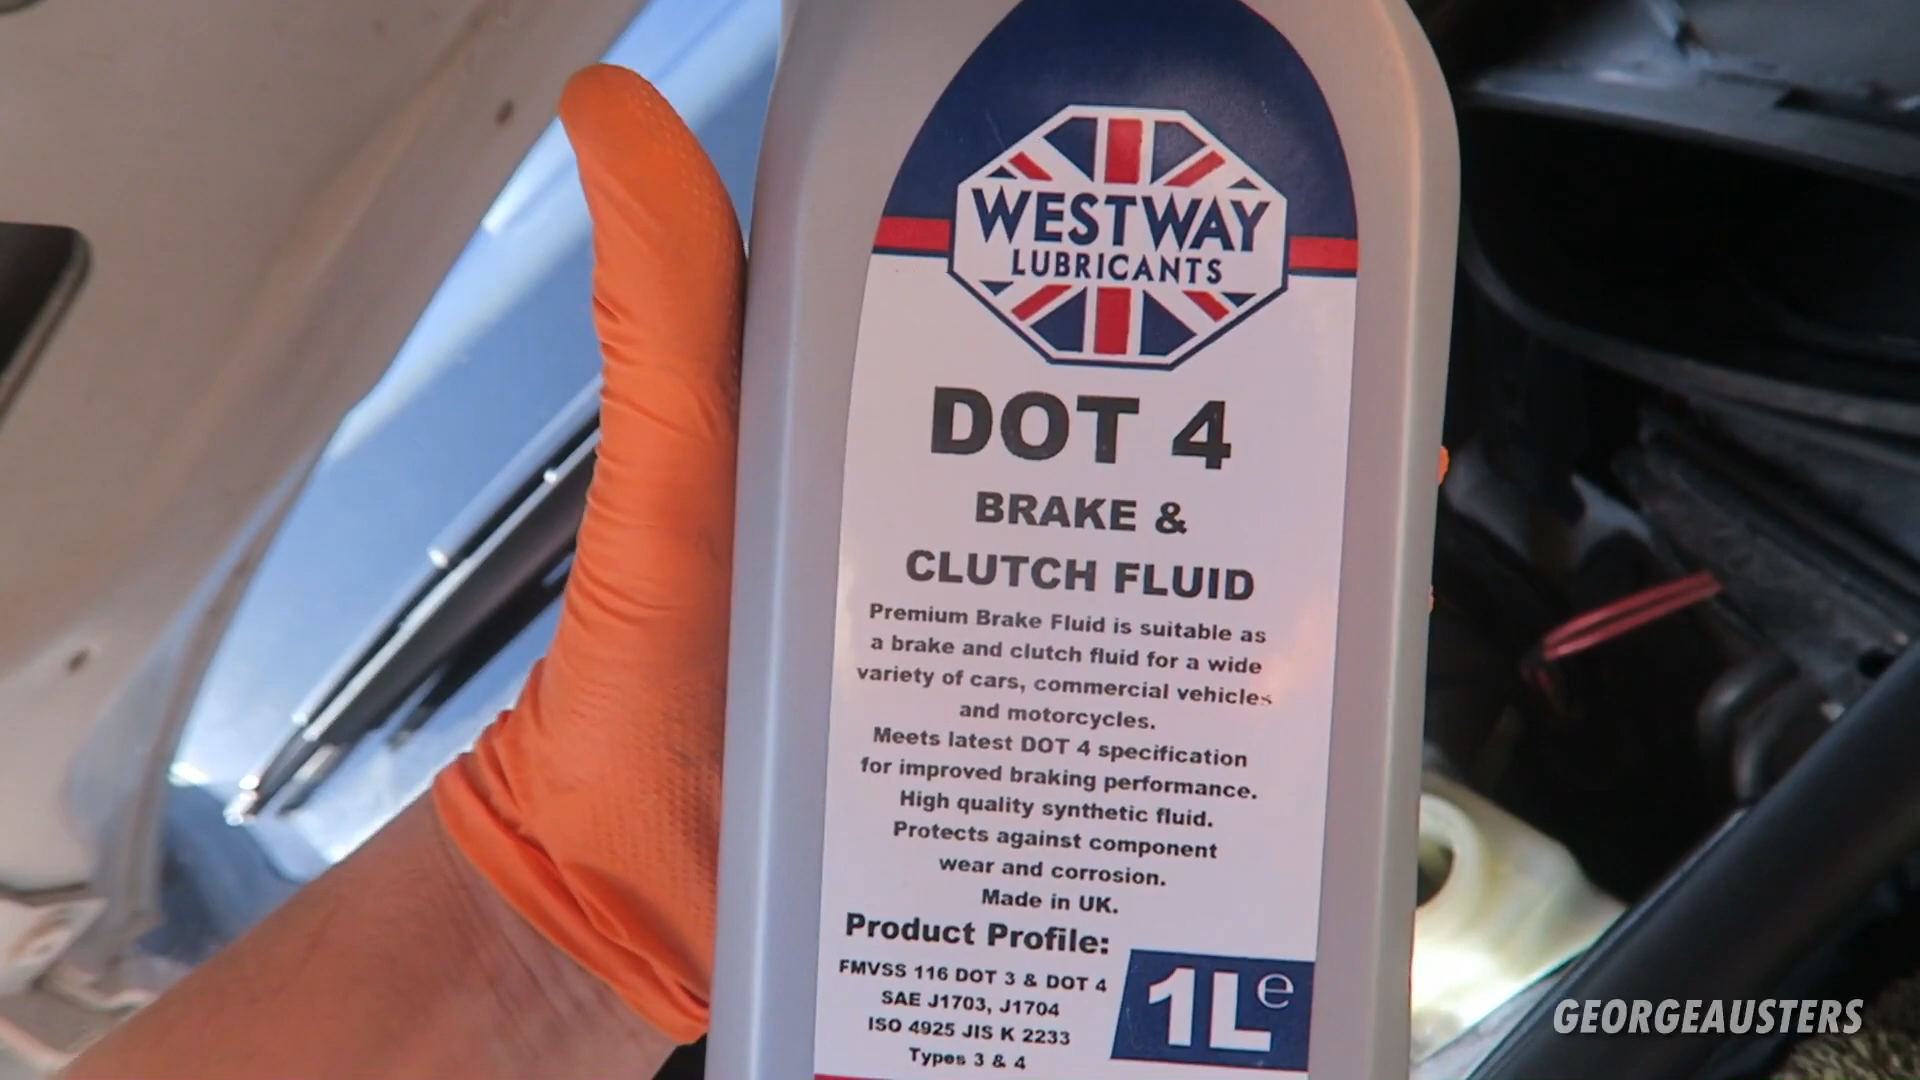 WESTWAY
LUBRICANTS
DOT 4
BRAKE &
CLUTCH FLUID
Premium Brake Fluid is suitable as
a brake and clutch fluid for a wide
variety of cars, commercial vehicles
and motorcycles.
Meets latest DOT 4 specification
for improved braking performance.
High quality synthetic fluid.
Protects against component
wear and corrosion.
Made in UK.
Product Profile:
FMVSS 116 DOT 3 & DOT 4
SAE J1703, J1704
ISO 4925 JIS K 2233
Types 3 & 4
1L e
GEORGEAUSTERS